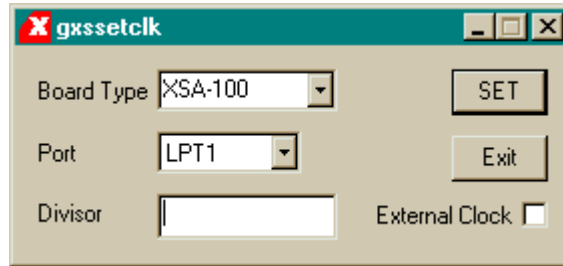 gxssetclk
Board Type XSA-100 SET
Port LPT1 Exit
Divisor External Clock